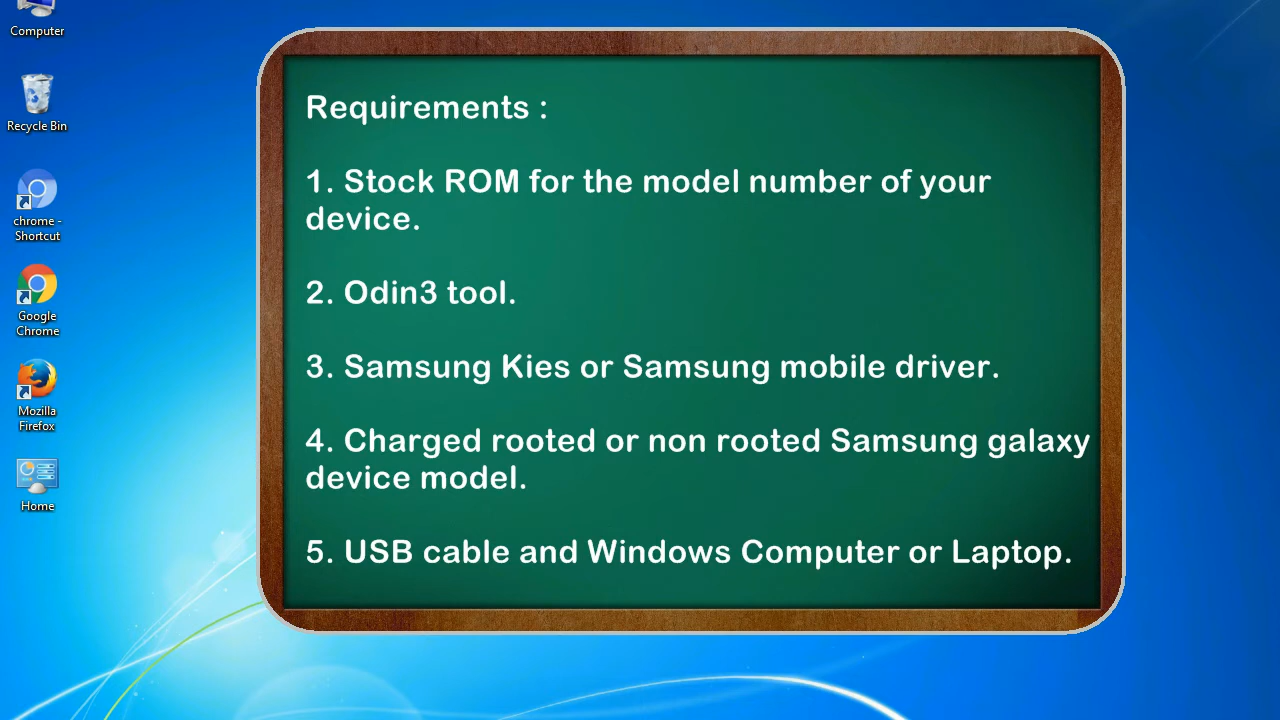 Computer
Recycle Bin
chrome -
Shortcut
Google
Chrome
Mozilla
Firefox
Home
Requirements :
1. Stock ROM for the model number of your
device.
2. Odin3 tool.
3. Samsung Kies or Samsung mobile driver.
4. Charged rooted or non rooted Samsung galaxy
device model.
5. USB cable and Windows Computer or Laptop.